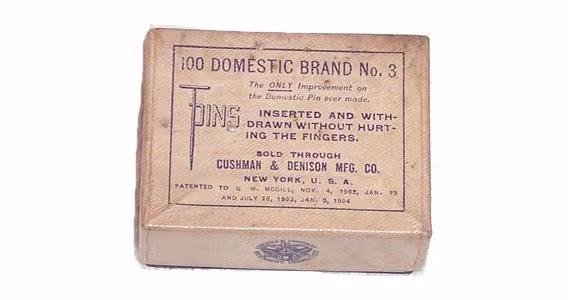 100 DOMESTIC BRAND No. 3
The ONLY Improvement on
the Domestic Pin ever made.
T PINS INSERTED AND WITH-
DRAWN WITHOUT HURT-
ING THE FINGERS.
SOLD THROUGH
CUSHMAN & DENISON MFG. CO.
NEW YORK, U. S. A.
PATENTED TO G. W. MCGILL, NOV. 4, 1902, JAN. 13
AND JULY 28, 1903, JAN. 5, 1904